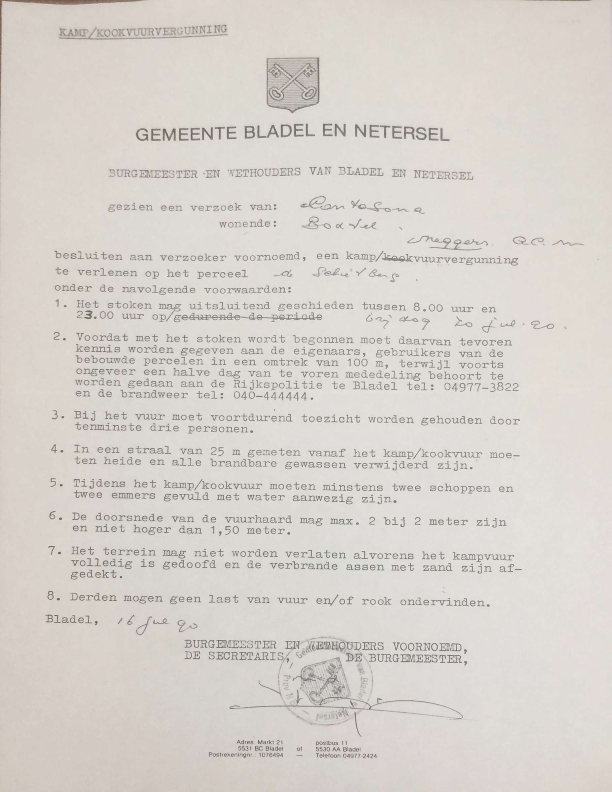 KAMP/KOOKVUURVERGUNNING
GEMEENTE BLADEL EN NETERSEL
BURGEMEESTER EN WETHOUDERS VAN BLADEL EN NETERSEL
gezien een verzoek van:
wonende: Boxtel.
besluiten aan verzoeker voornoemd, een kamp/kookvuurvergunning
te verlenen op het perceel
onder de navolgende voorwaarden:
1. Het stoken mag uitsluitend geschieden tussen 8.00 uur en
23.00 uur op/gedurende de periode vrijdag 20 jul-90.
2. Voordat met het stoken wordt begonnen moet daarvan tevoren
kennis worden gegeven aan de eigenaars, gebruikers van de
bebouwde percelen in een omtrek van 100 m, terwijl voorts
ongeveer een halve dag van te voren mededeling behoort te
worden gedaan aan de Rijkspolitie te Bladel tel: 04977-3822
en de brandweer tel: 040-444444.
3. Bij het vuur moet voortdurend toezicht worden gehouden door
tenminste drie personen.
4. In een straal van 25 m gemeten vanaf het kamp/kookvuur moe-
ten heide en alle brandbare gewassen verwijderd zijn.
5. Tijdens het kamp/kookvuur moeten minstens twee schoppen en
twee emmers gevuld met water aanwezig zijn.
6. De doorsnede van de vuurhaard mag max. 2 bij 2 meter zijn
en niet hoger dan 1,50 meter.
7. Het terrein mag niet worden verlaten alvorens het kampvuur
volledig is gedoofd en de verbrande assen met zand zijn af-
gedekt.
8. Derden mogen geen last van vuur en/of rook ondervinden.
Bladel, 16 jul 90
BURGEMEESTER EN WETHOUDERS VOORNOEMD,
DE SECRETARIS, DE BURGEMEESTER,
Adres: Markt 21 postbus 11
5531 BC Bladel of 5530 AA Bladel
Postrekeningnr. 1076494 — Telefoon 04977-2424